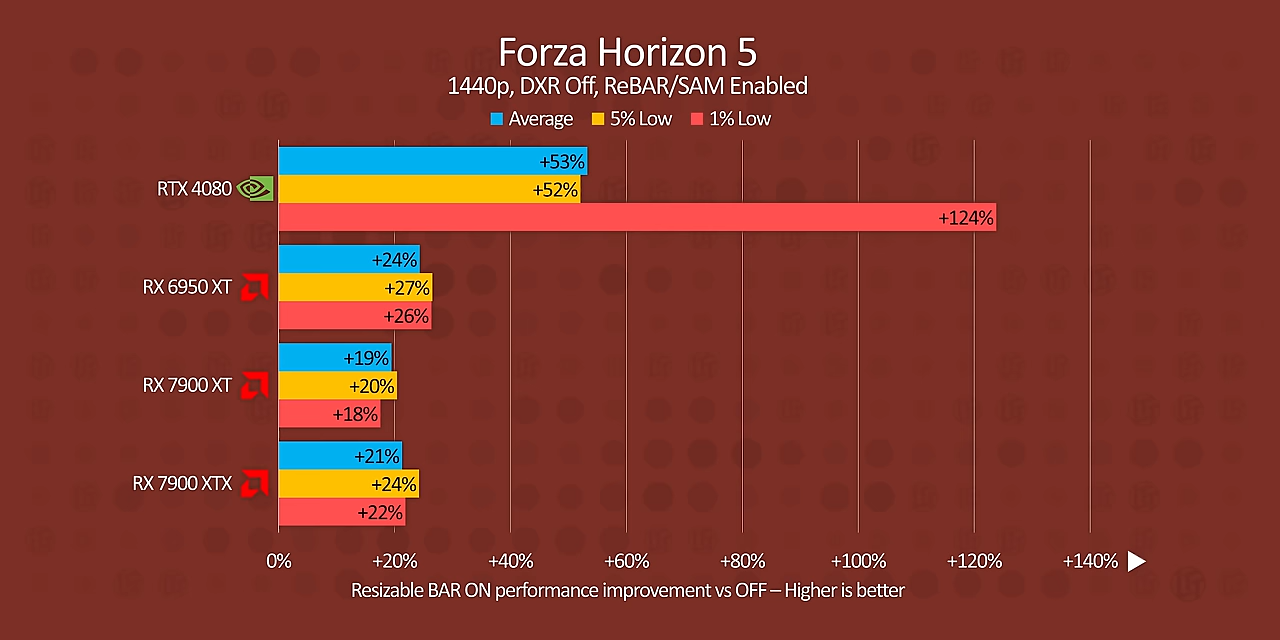 Forza Horizon 5
1440p, DXR Off, ReBAR/SAM Enabled
Average 5% Low 1% Low
+53%
RTX 4080 +52%
+124%
+24%
RX 6950 XT +27%
+26%
+19%
RX 7900 XT +20%
+18%
+21%
RX 7900 XTX +24%
+22%
0% +20% +40% +60% +80% +100% +120% +140%
Resizable BAR ON performance improvement vs OFF – Higher is better